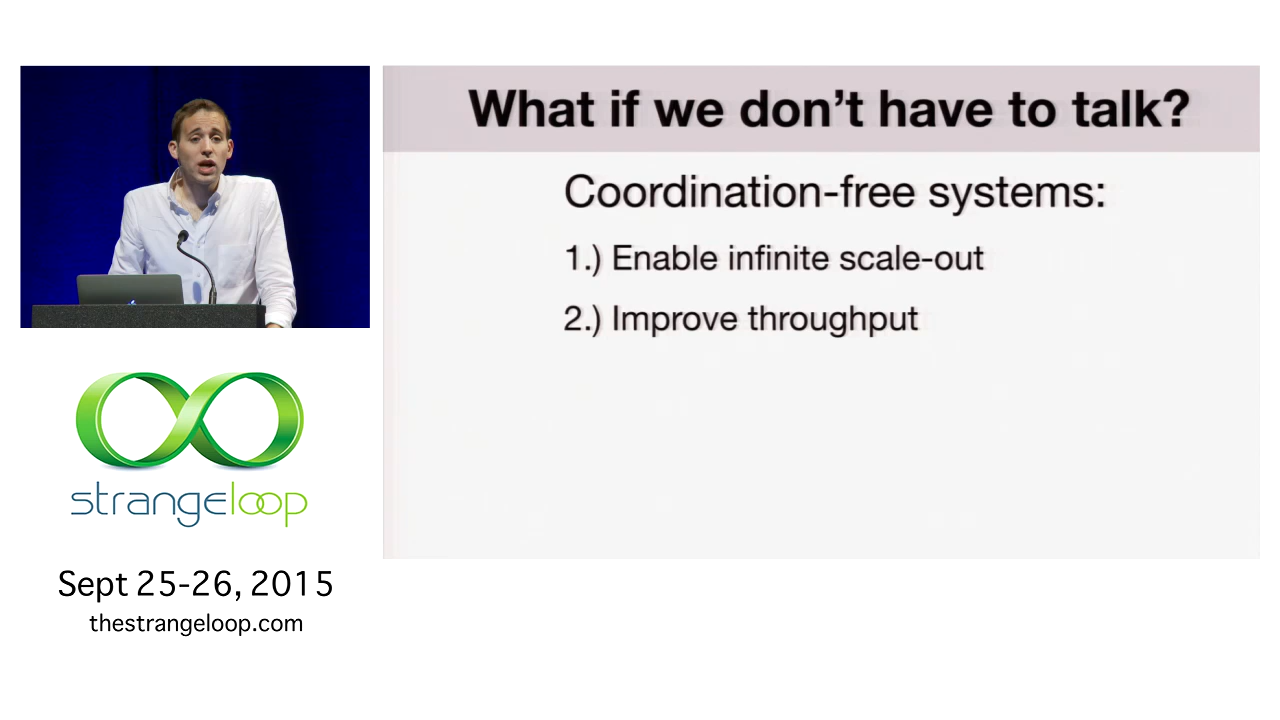 What if we don't have to talk?
Coordination-free systems:
1.) Enable infinite scale-out
2.) Improve throughput
strangeloop
Sept 25-26, 2015
thestrangeloop.com